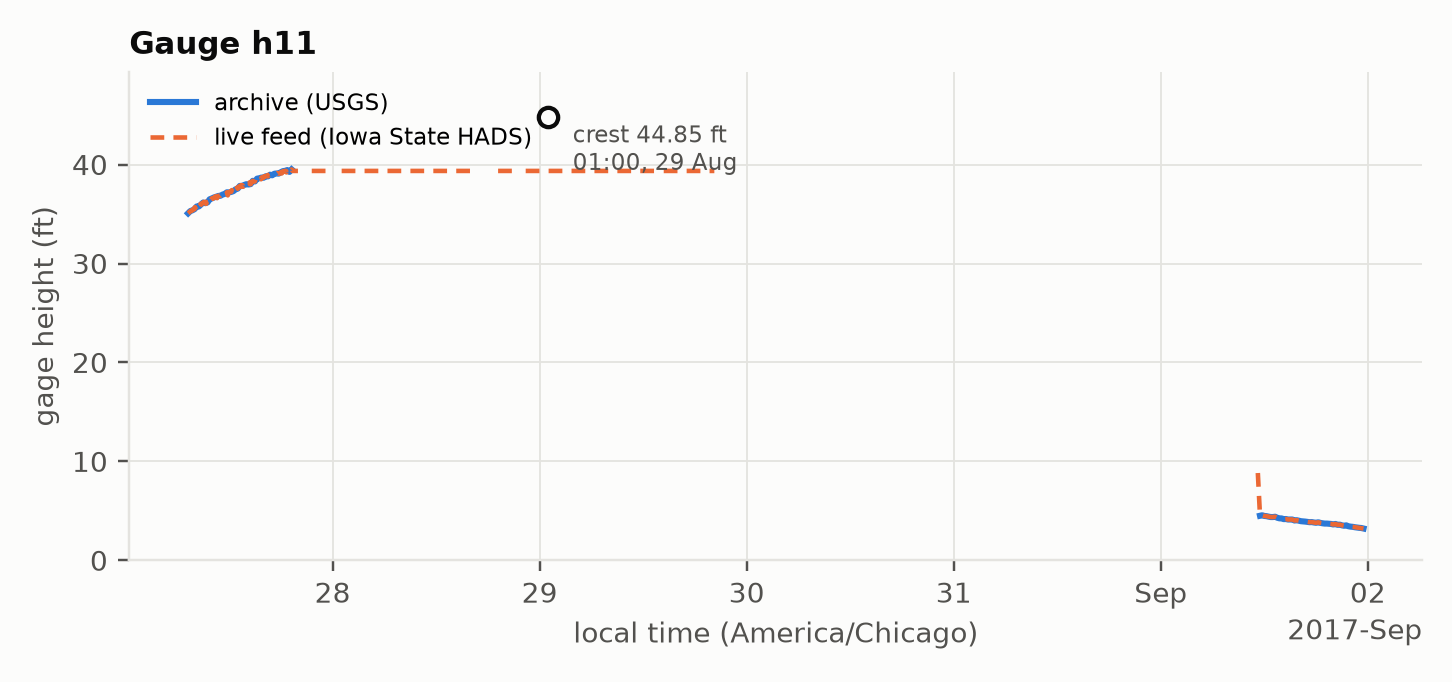 Gauge h11
archive (USGS)
live feed (Iowa State HADS)
crest 44.85 ft
01:00, 29 Aug
gage height (ft)
40
30
20
10
0
28
29
30
31
Sep
02
2017-Sep
local time (America/Chicago)